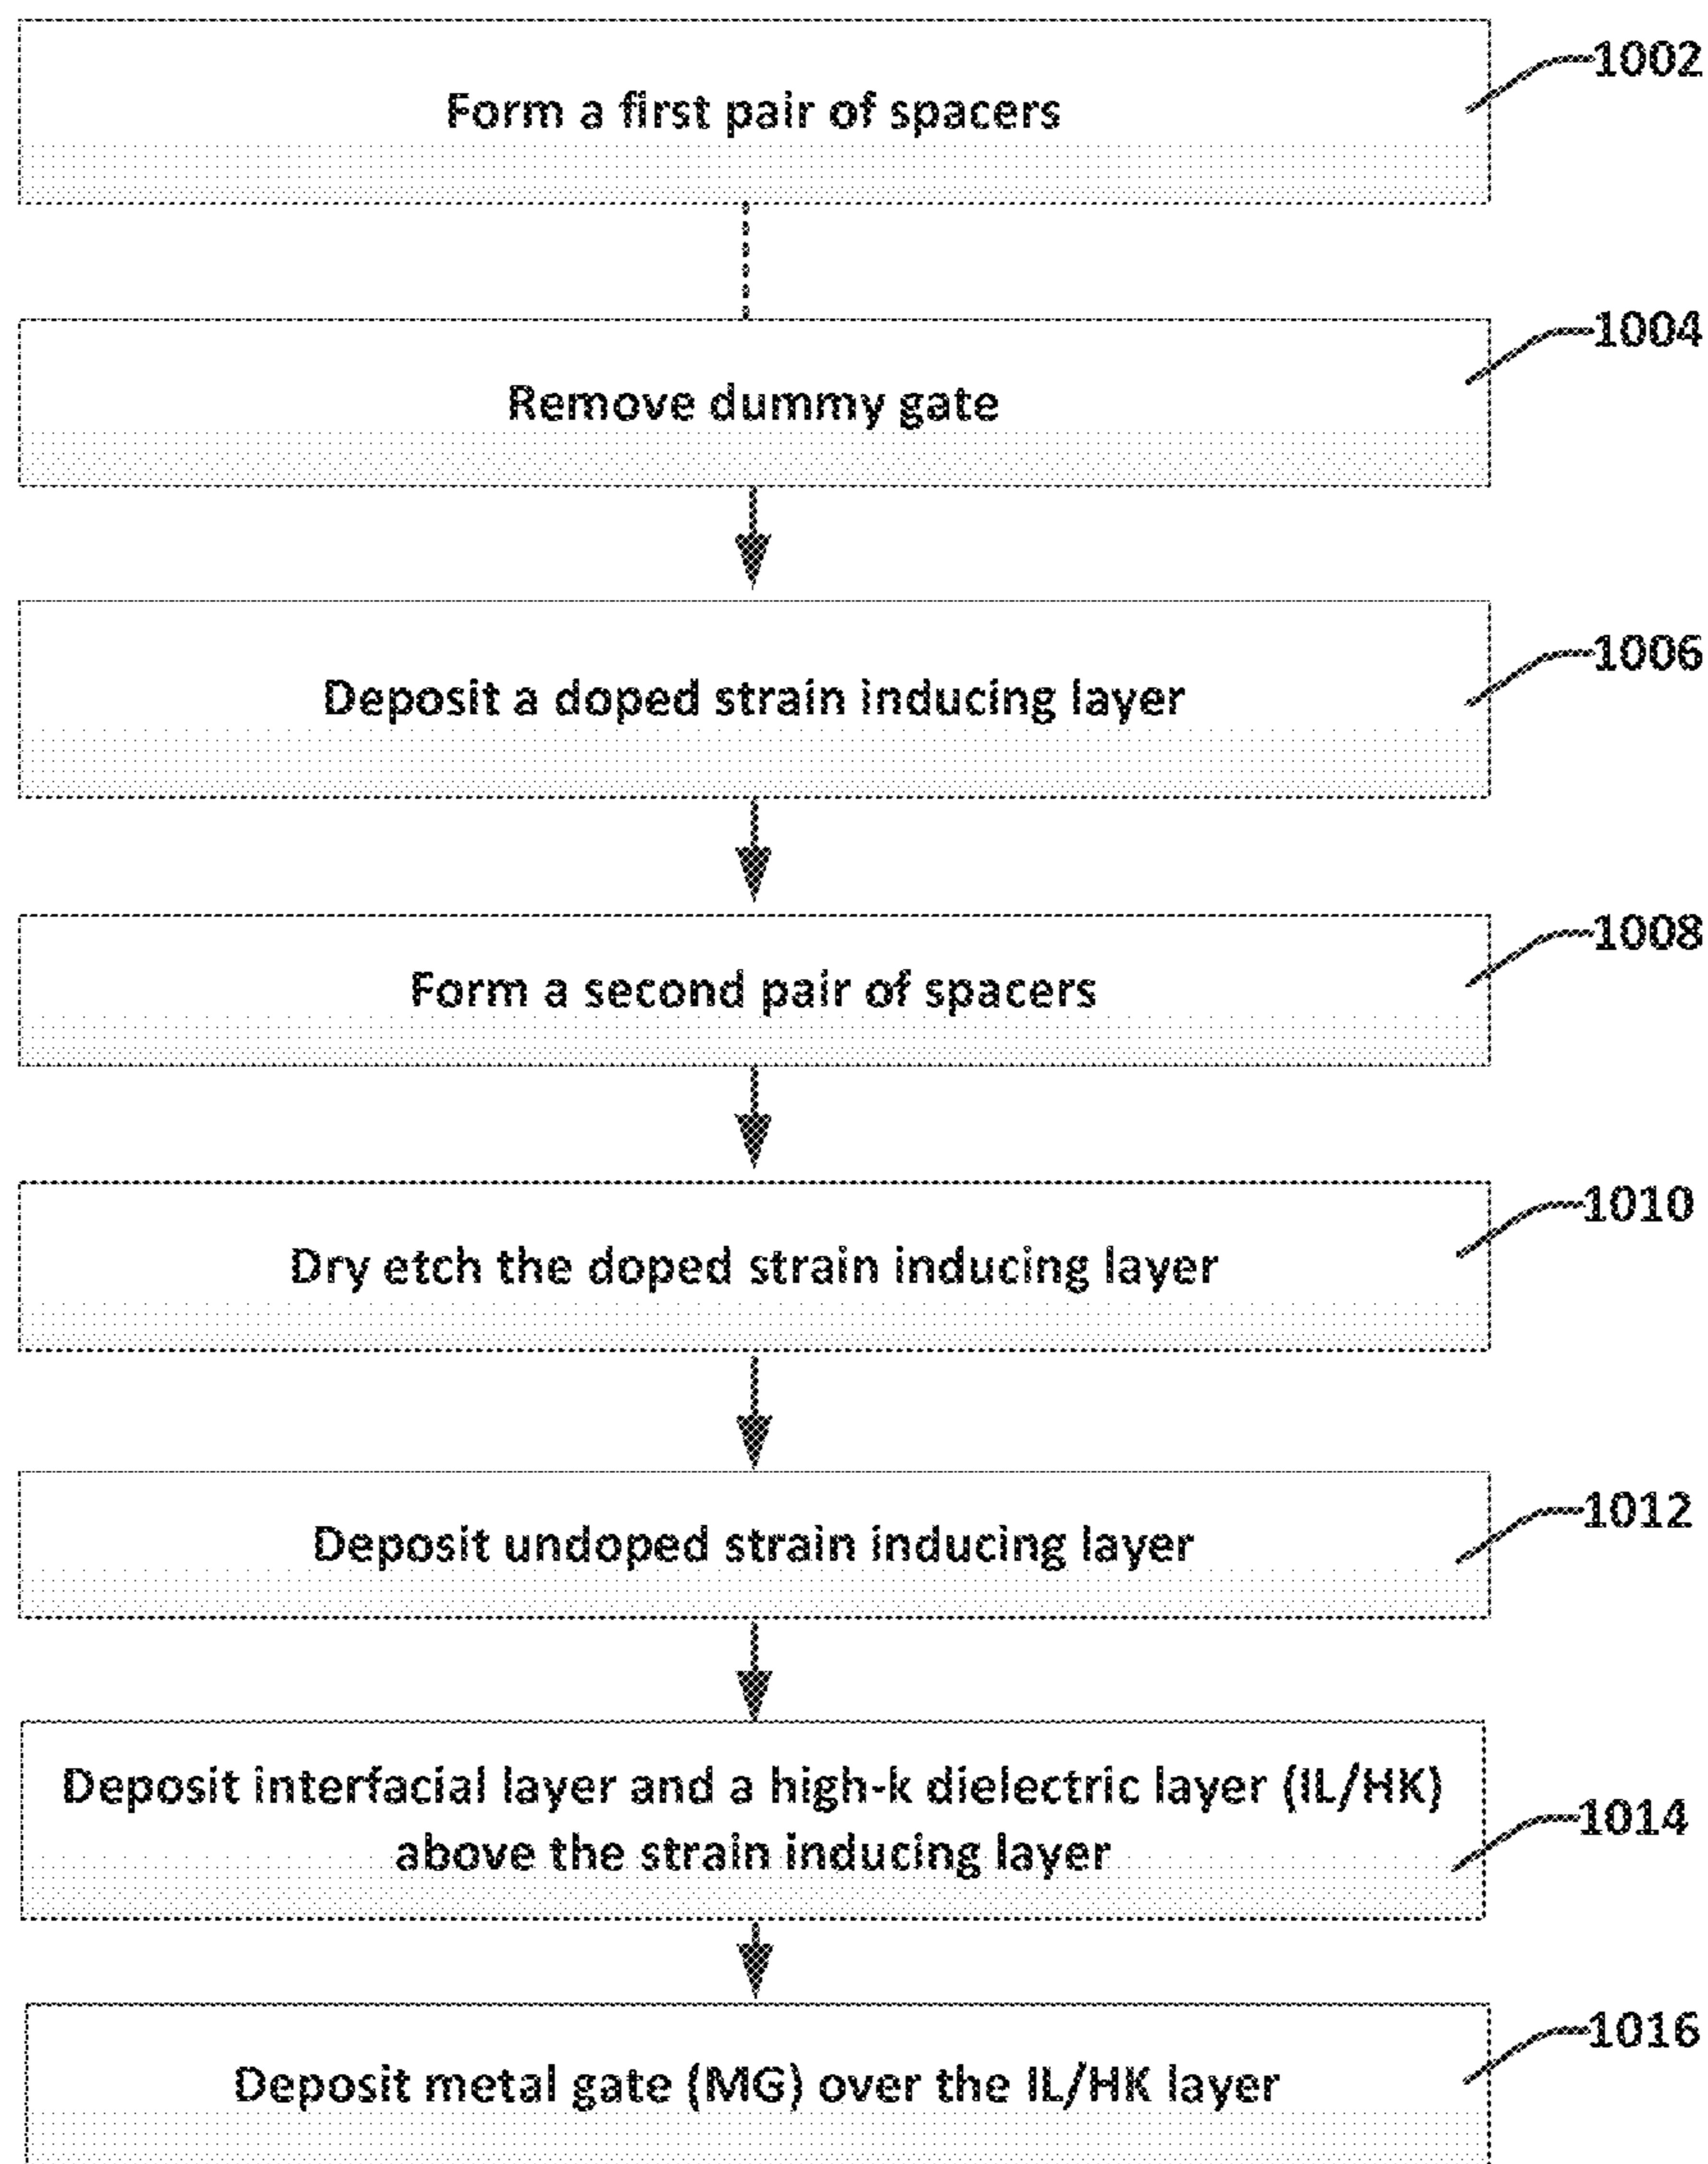 Form a first pair of spacers
1002
Remove dummy gate
1004
Deposit a doped strain inducing layer
1006
Form a second pair of spacers
1008
Dry etch the doped strain inducing layer
1010
Deposit undoped strain inducing layer
1012
Deposit interfacial layer and a high-k dielectric layer (IL/HK)
above the strain inducing layer
1014
Deposit metal gate (MG) over the IL/HK layer
1016